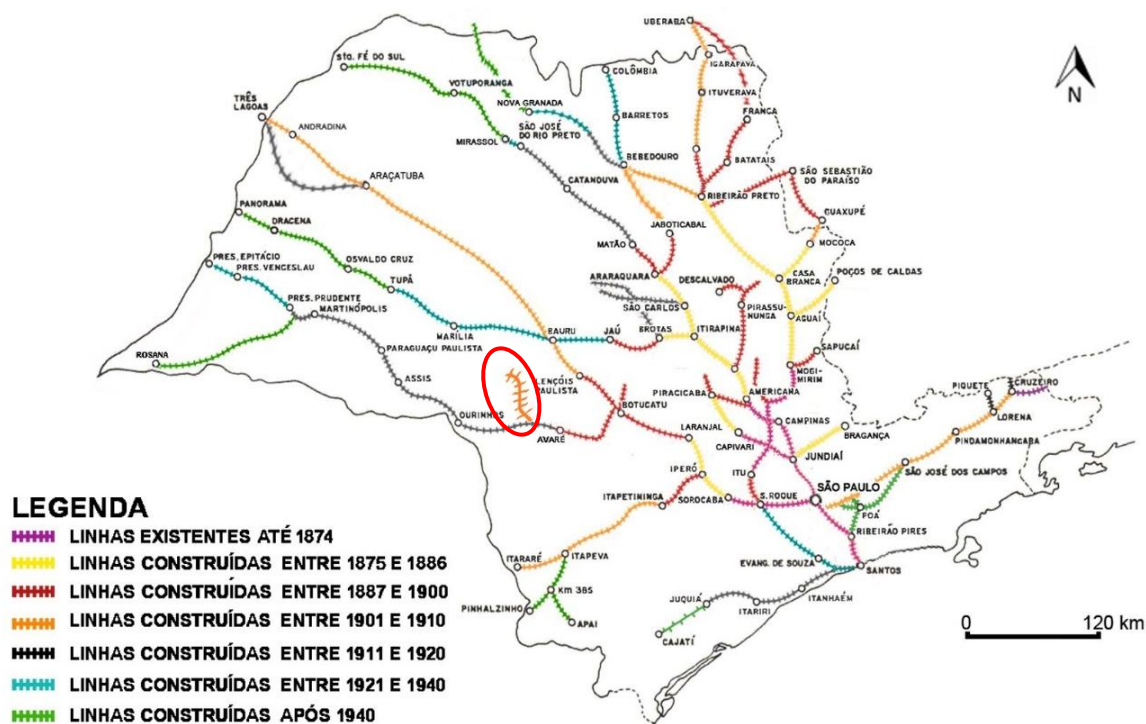 UBERABA
IGARAPAVA
STO. FÉ DO SUL
COLÔMBIA
VOTUPORANGA
ITUVERAVA
TRÊS
LAGOAS
NOVA GRANADA
FRANCA
ANDRADINA
SÃO JOSÉ
DO RIO PRETO
BARRETOS
MIRASSOL
BEBEDOURO
BATATAIS
SÃO SEBASTIÃO
DO PARAÍSO
ARAÇATUBA
CATANDUVA
RIBEIRÃO PRETO
PANORAMA
GUAXUPÉ
DRACENA
JABOTICABAL
MATÃO
MOCOCA
PRES. EPITÁCIO
PRES. VENCESLAU
OSVALDO CRUZ
ARARAQUARA
DESCALVADO
CASA
BRANCA
POÇOS DE CALDAS
TUPÃ
PRES. PRUDENTE
MARTINÓPOLIS
SÃO CARLOS
PIRASSU-
NUNGA
AGUAÍ
MARÍLIA
BAURU
JAÚ
BROTAS
ITIRAPINA
PARAGUAÇU PAULISTA
SAPUCAÍ
ROSANA
MOGI-
MIRIM
ASSIS
LENÇÓIS
PAULISTA
PIRACICABA
AMERICANA
PIQUETE
CRUZEIRO
OURINHOS
BOTUCATU
LORENA
AVARÉ
LARANJAL
CAPIVARI
CAMPINAS
BRAGANÇA
PINDAMONHANGABA
JUNDIAÍ
IPERÓ
ITU
SÃO JOSÉ DOS CAMPOS
ITAPETININGA
SOROCABA
S. ROQUE
SÃO PAULO
POÁ
RIBEIRÃO PIRES
ITARARÉ
ITAPEVA
EVANG. DE SOUZA
SANTOS
Km 385
PINHALZINHO
APAI
JUQUIÁ
ITARIRI
ITANHAÉM
CAJATÍ
N
0 120 km
LEGENDA
LINHAS EXISTENTES ATÉ 1874
LINHAS CONSTRUÍDAS ENTRE 1875 E 1886
LINHAS CONSTRUÍDAS ENTRE 1887 E 1900
LINHAS CONSTRUÍDAS ENTRE 1901 E 1910
LINHAS CONSTRUÍDAS ENTRE 1911 E 1920
LINHAS CONSTRUÍDAS ENTRE 1921 E 1940
LINHAS CONSTRUÍDAS APÓS 1940